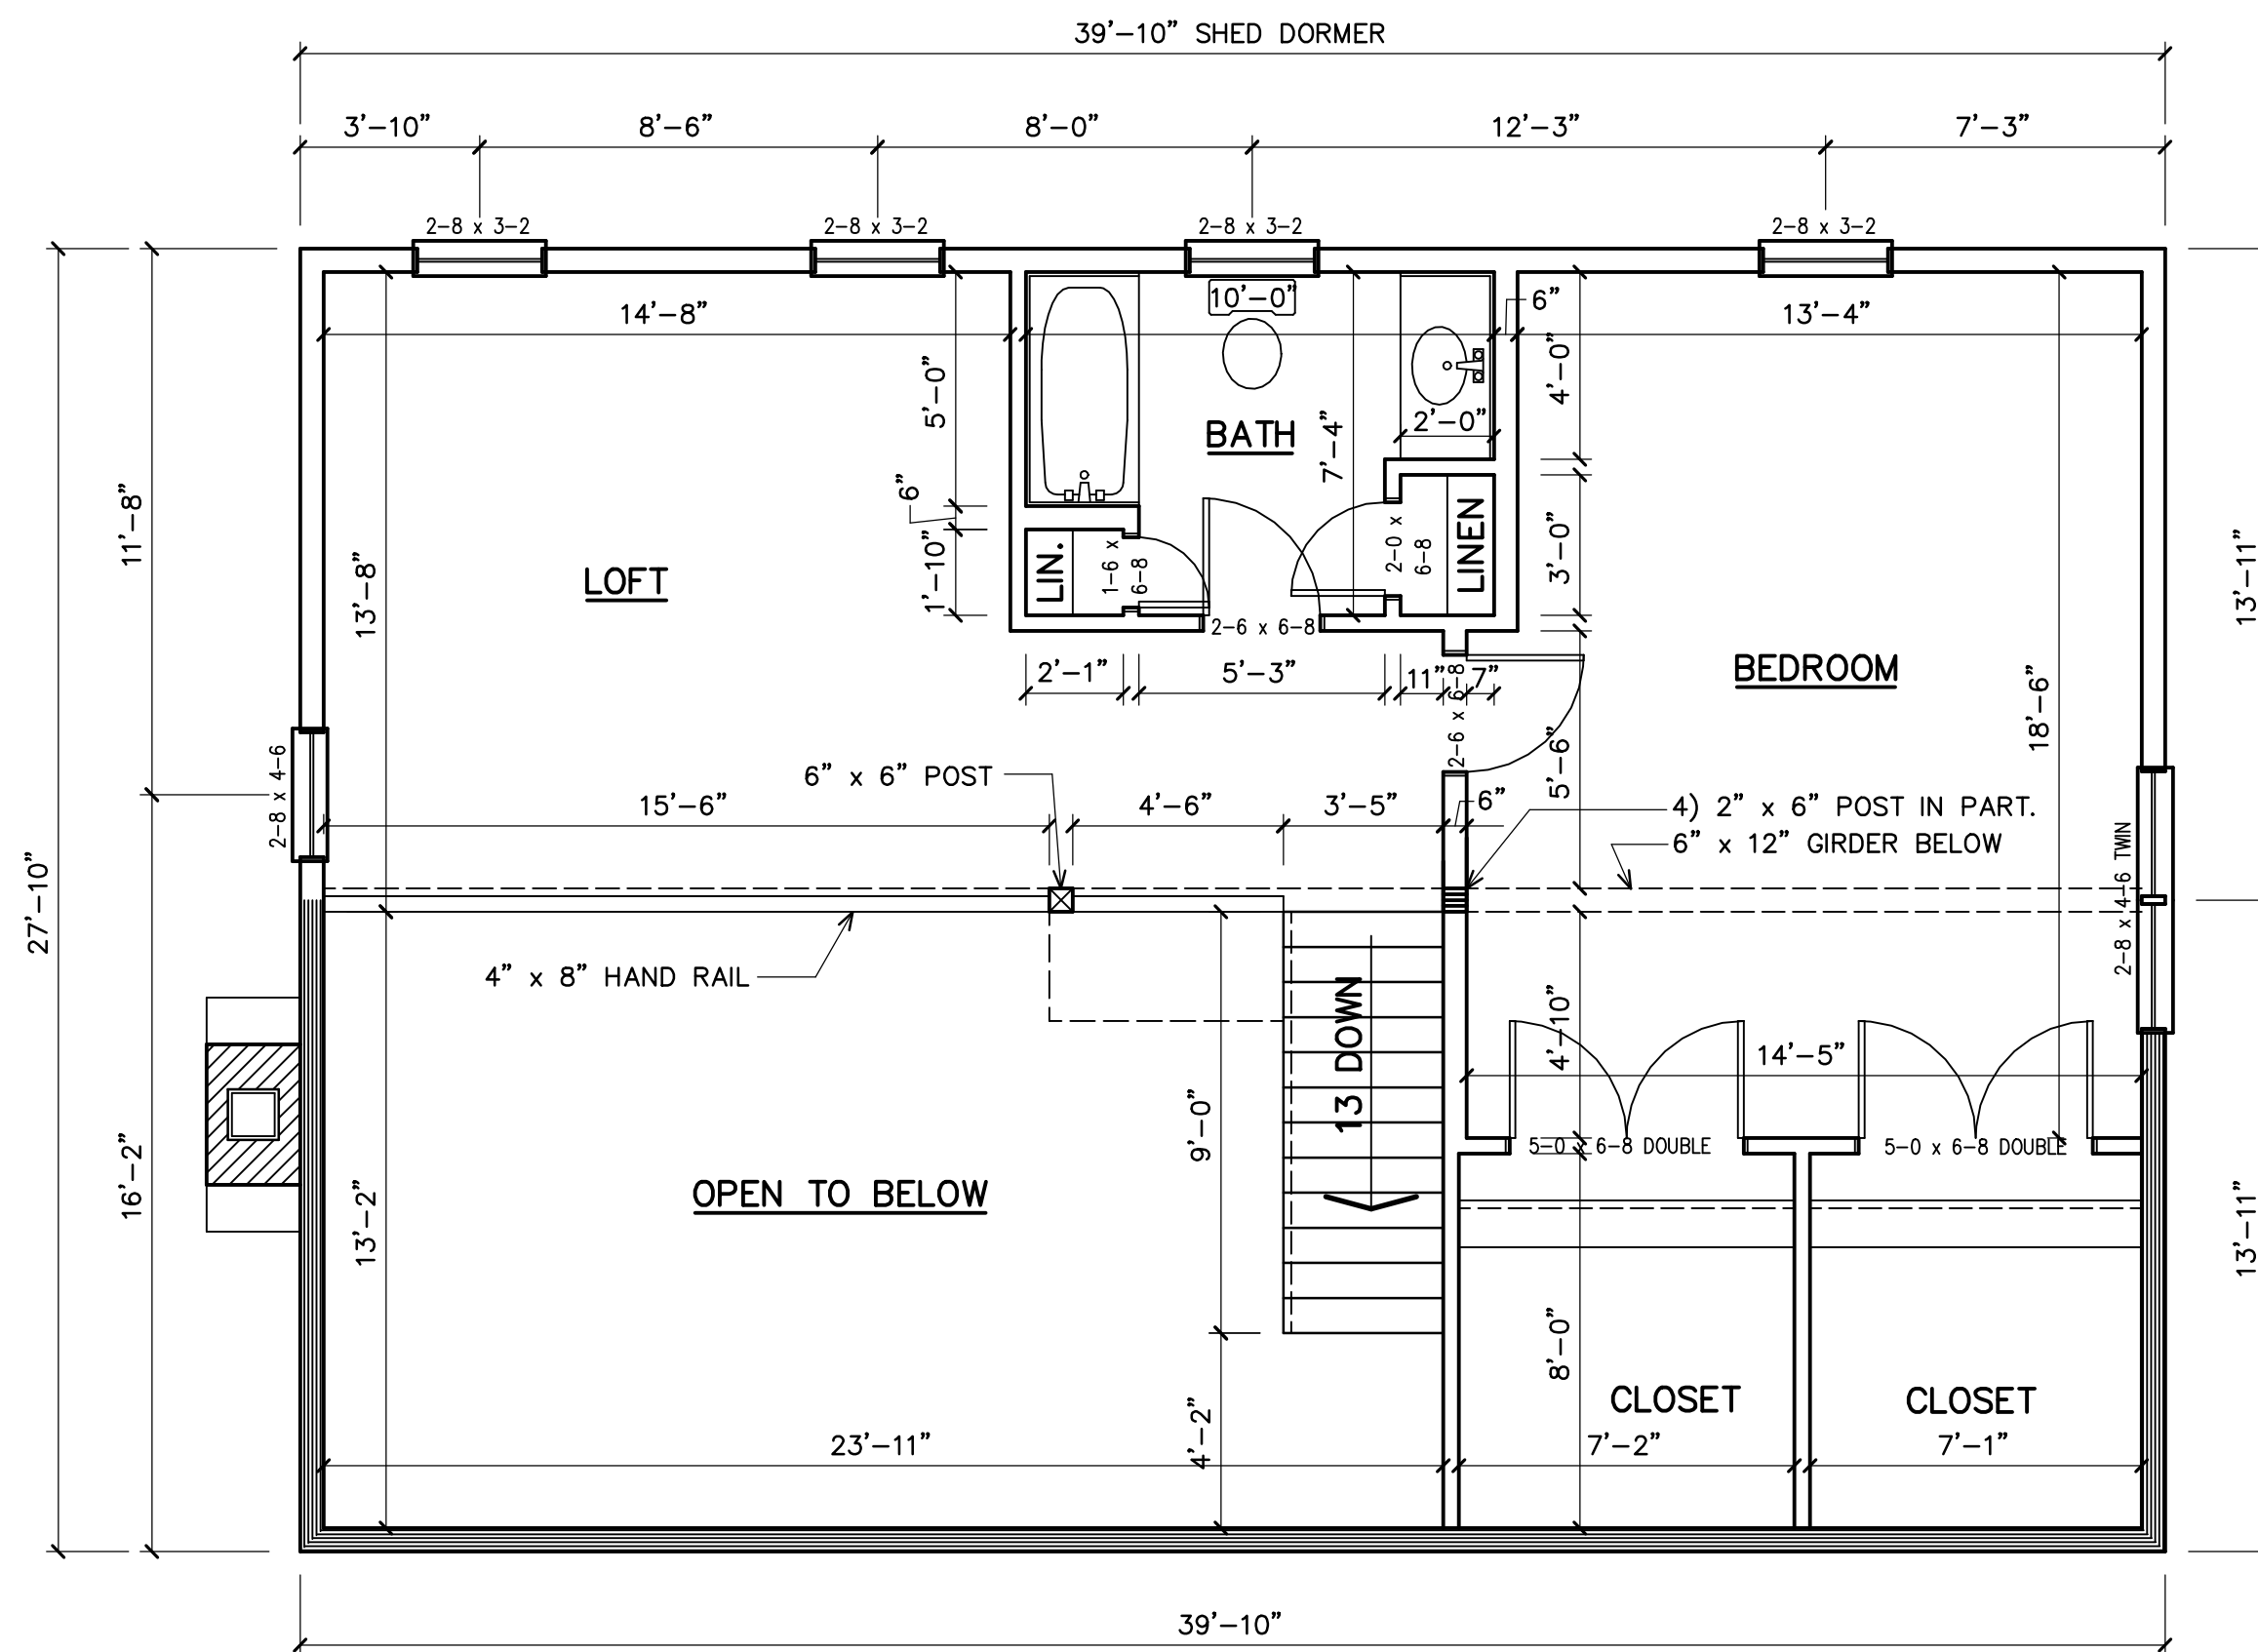 39’-10” SHED DORMER
3’-10”
8’-6”
8’-0”
12’-3”
7’-3”
2-8 x 3-2
2-8 x 3-2
2-8 x 3-2
2-8 x 3-2
14’-8”
10’-0”
6”
13’-4”
5’-0”
4’-0”
2’-0”
BATH
7’-4”
6”
11’-8”
13’-8”
LOFT
1’-10”
LIN.
1-6 x
6-8
2-0 x
6-8
LINEN
3’-0”
13’-11”
2-6 x 6-8
2’-1”
5’-3”
11”
7”
2-6 x 6-8
BEDROOM
18’-6”
5’-6”
2-8 x 4-6
6” x 6” POST
15’-6”
4’-6”
3’-5”
6”
4) 2” x 6” POST IN PART.
6” x 12” GIRDER BELOW
27’-10”
2-8 x 4-6 TWIN
4” x 8” HAND RAIL
13 DOWN
4’-10”
14’-5”
9’-0”
5-0 x 6-8 DOUBLE
5-0 x 6-8 DOUBLE
16’-2”
13’-2”
OPEN TO BELOW
13’-11”
8’-0”
CLOSET
CLOSET
4’-2”
23’-11”
7’-2”
7’-1”
39’-10”